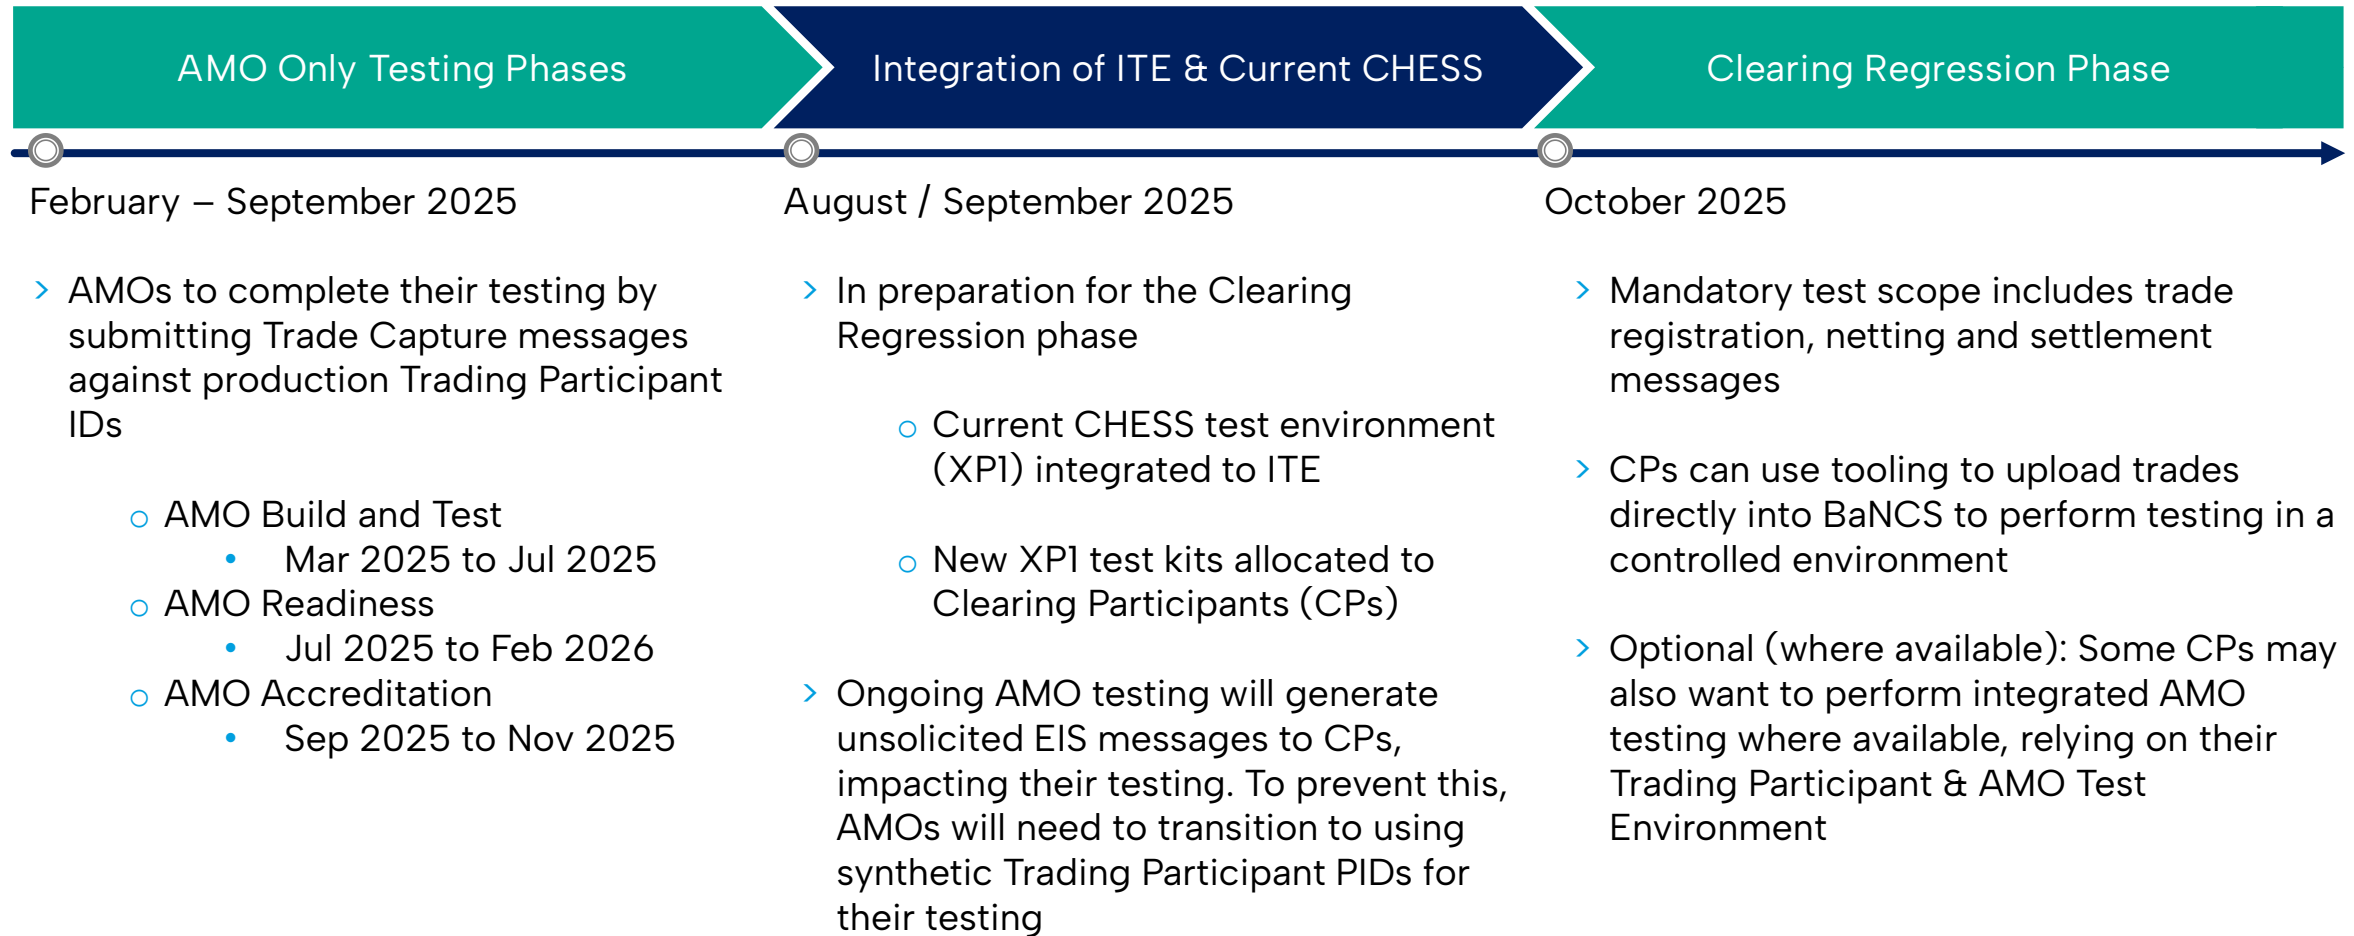 AMO Only Testing Phases
Integration of ITE & Current CHESS
Clearing Regression Phase
February – September 2025
> AMOs to complete their testing by
submitting Trade Capture messages
against production Trading Participant
IDs
o AMO Build and Test
• Mar 2025 to Jul 2025
o AMO Readiness
• Jul 2025 to Feb 2026
o AMO Accreditation
• Sep 2025 to Nov 2025
August / September 2025
> In preparation for the Clearing
Regression phase
o Current CHESS test environment
(XP1) integrated to ITE
o New XP1 test kits allocated to
Clearing Participants (CPs)
> Ongoing AMO testing will generate
unsolicited EIS messages to CPs,
impacting their testing. To prevent this,
AMOs will need to transition to using
synthetic Trading Participant PIDs for
their testing
October 2025
> Mandatory test scope includes trade
registration, netting and settlement
messages
> CPs can use tooling to upload trades
directly into BaNCS to perform testing in a
controlled environment
> Optional (where available): Some CPs may
also want to perform integrated AMO
testing where available, relying on their
Trading Participant & AMO Test
Environment